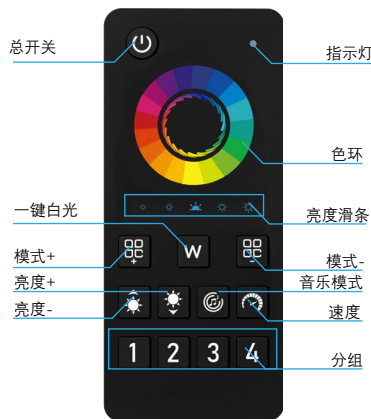 总开关
指示灯
色环
一键白光
亮度滑条
模式+
W
模式-
亮度+
音乐模式
亮度-
速度
1 2 3 4
分组